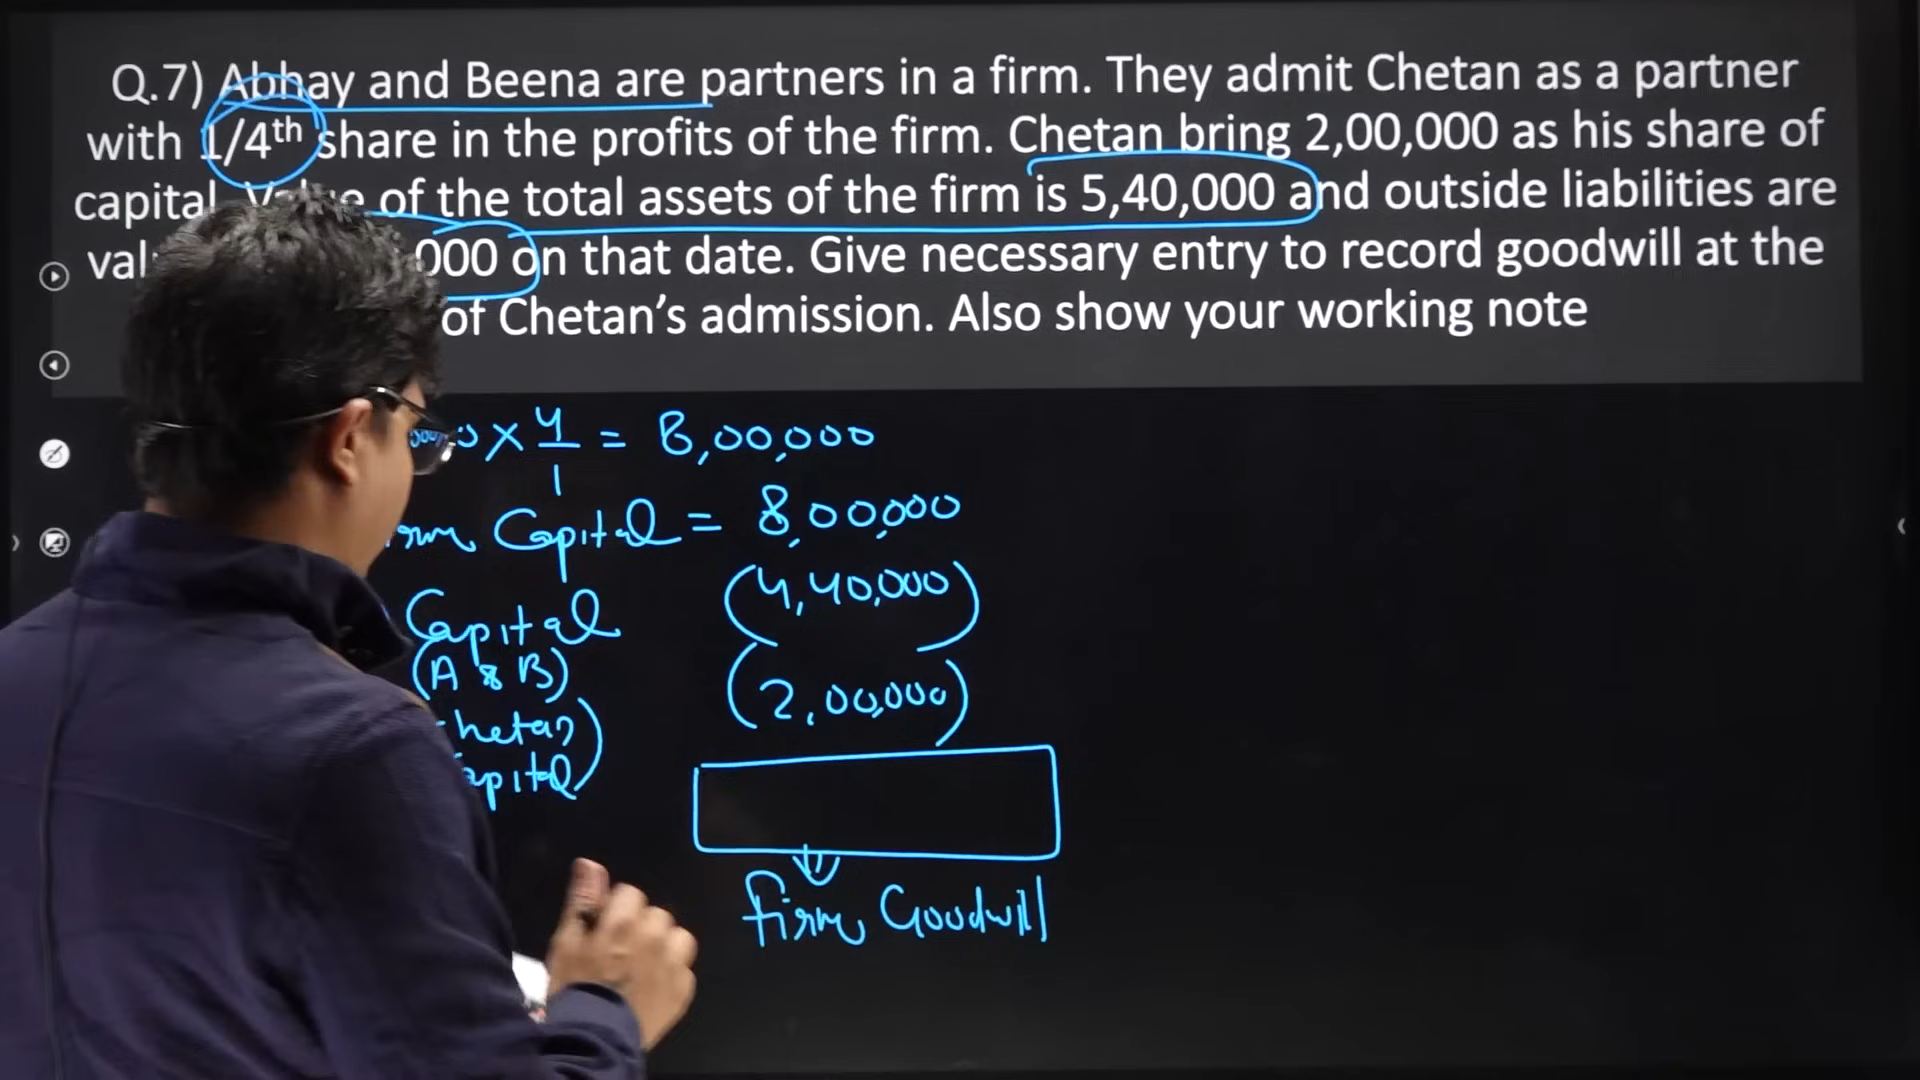 Q.7) Abhay and Beena are partners in a firm. They admit Chetan as a partner
with 1/4th share in the profits of the firm. Chetan bring 2,00,000 as his share of
capital of the total assets of the firm is 5,40,000 and outside liabilities are
000 on that date. Give necessary entry to record goodwill at the
of Chetan's admission. Also show your working note
× 4/1 = 8,00,000
Capital = 8,00,000
Capital (4,40,000)
(A & B)
(2,00,000)
Firm Goodwill